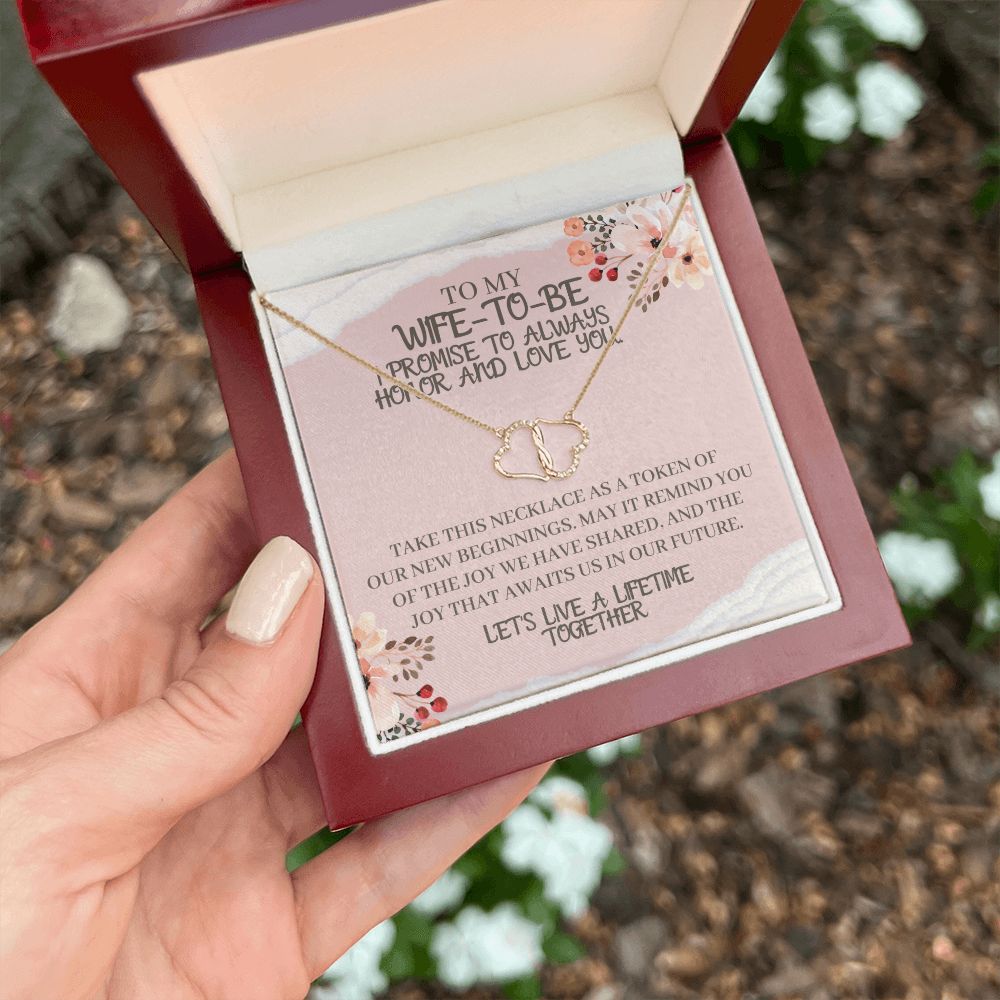 TO MY
WIFE-TO-BE
I PROMISE TO ALWAYS
HONOR AND LOVE YOU.
TAKE THIS NECKLACE AS A TOKEN OF
OUR NEW BEGINNINGS, MAY IT REMIND YOU
OF THE JOY WE HAVE SHARED, AND THE
JOY THAT AWAITS US IN OUR FUTURE.
LET'S LIVE A LIFETIME
TOGETHER